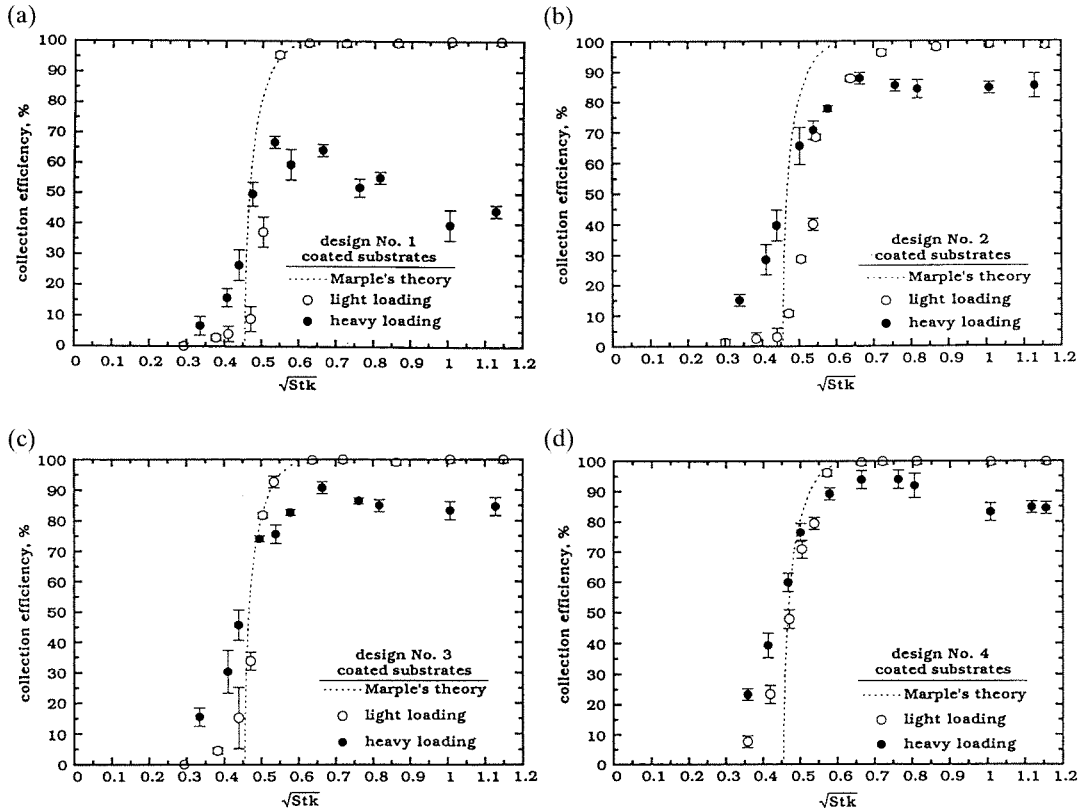 (a)
100
90
80
70
60
50
40
30
20
10
0
collection efficiency, %
design No. 1
coated substrates
Marple's theory
light loading
heavy loading
0 0.1 0.2 0.3 0.4 0.5 0.6 0.7 0.8 0.9 1 1.1 1.2
√Stk
(b)
100
90
80
70
60
50
40
30
20
10
0
collection efficiency, %
design No. 2
coated substrates
Marple's theory
light loading
heavy loading
0 0.1 0.2 0.3 0.4 0.5 0.6 0.7 0.8 0.9 1 1.1 1.2
√Stk
(c)
100
90
80
70
60
50
40
30
20
10
0
collection efficiency, %
design No. 3
coated substrates
Marple's theory
light loading
heavy loading
0 0.1 0.2 0.3 0.4 0.5 0.6 0.7 0.8 0.9 1 1.1 1.2
√Stk
(d)
100
90
80
70
60
50
40
30
20
10
0
collection efficiency, %
design No. 4
coated substrates
Marple's theory
light loading
heavy loading
0 0.1 0.2 0.3 0.4 0.5 0.6 0.7 0.8 0.9 1 1.1 1.2
√Stk